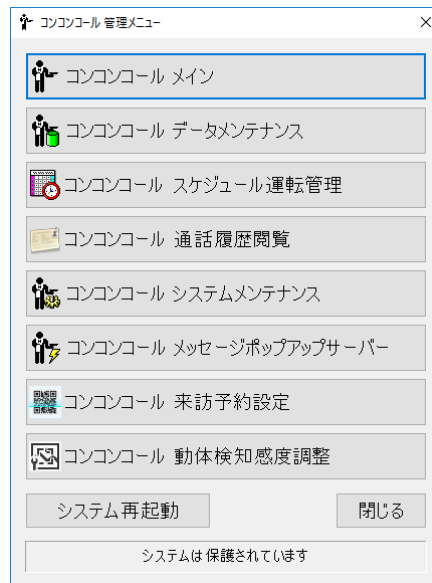 コンコンコール 管理メニュー
コンコンコール メイン
コンコンコール データメンテナンス
コンコンコール スケジュール運転管理
コンコンコール 通話履歴閲覧
コンコンコール システムメンテナンス
コンコンコール メッセージポップアップサーバー
コンコンコール 来訪予約設定
コンコンコール 動体検知感度調整
システム再起動 閉じる
システムは 保護されています